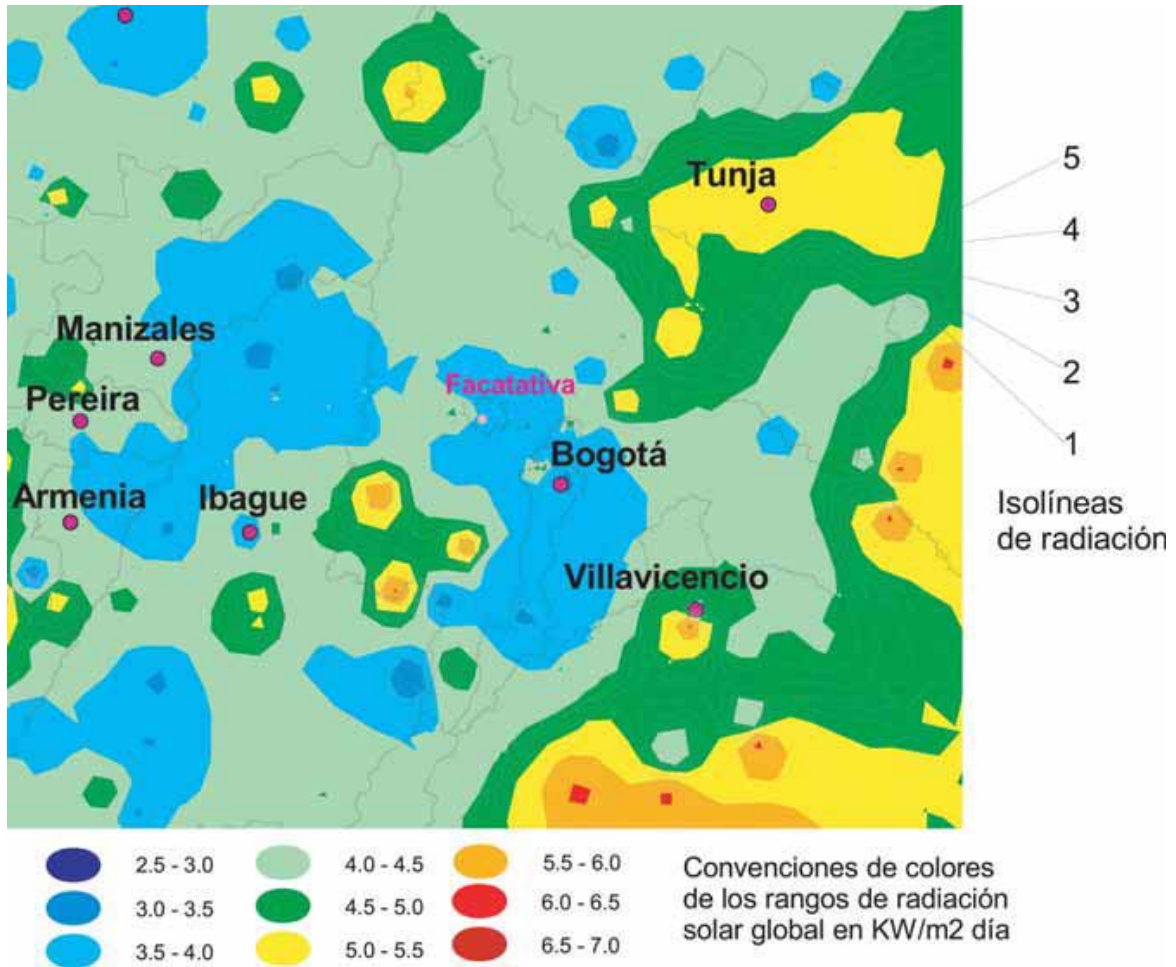 Tunja
5
4
3
2
1
Manizales
Facatativa
Pereira
Bogotá
Armenia
Ibague
Isolíneas
de radiación
Villavicencio
2.5 - 3.0
4.0 - 4.5
5.5 - 6.0
3.0 - 3.5
4.5 - 5.0
6.0 - 6.5
3.5 - 4.0
5.0 - 5.5
6.5 - 7.0
Convenciones de colores
de los rangos de radiación
solar global en KW/m2 día